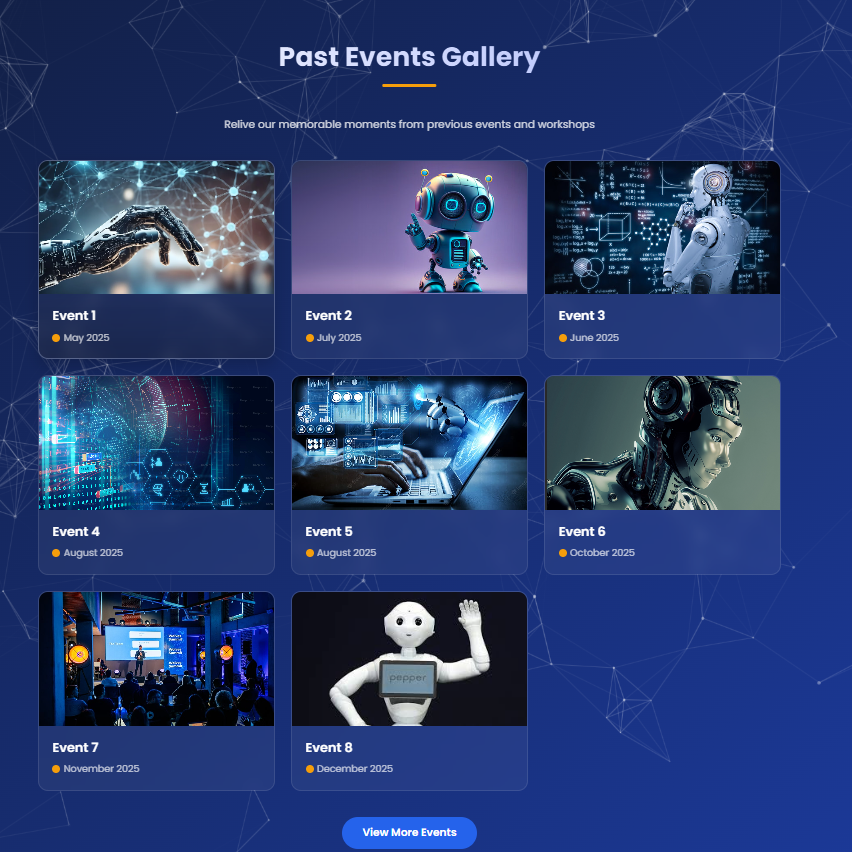 Past Events Gallery
Relive our memorable moments from previous events and workshops
Event 1
May 2025
Event 2
July 2025
Event 3
June 2025
Event 4
August 2025
Event 5
August 2025
Event 6
October 2025
Event 7
November 2025
pepper
Event 8
December 2025
View More Events